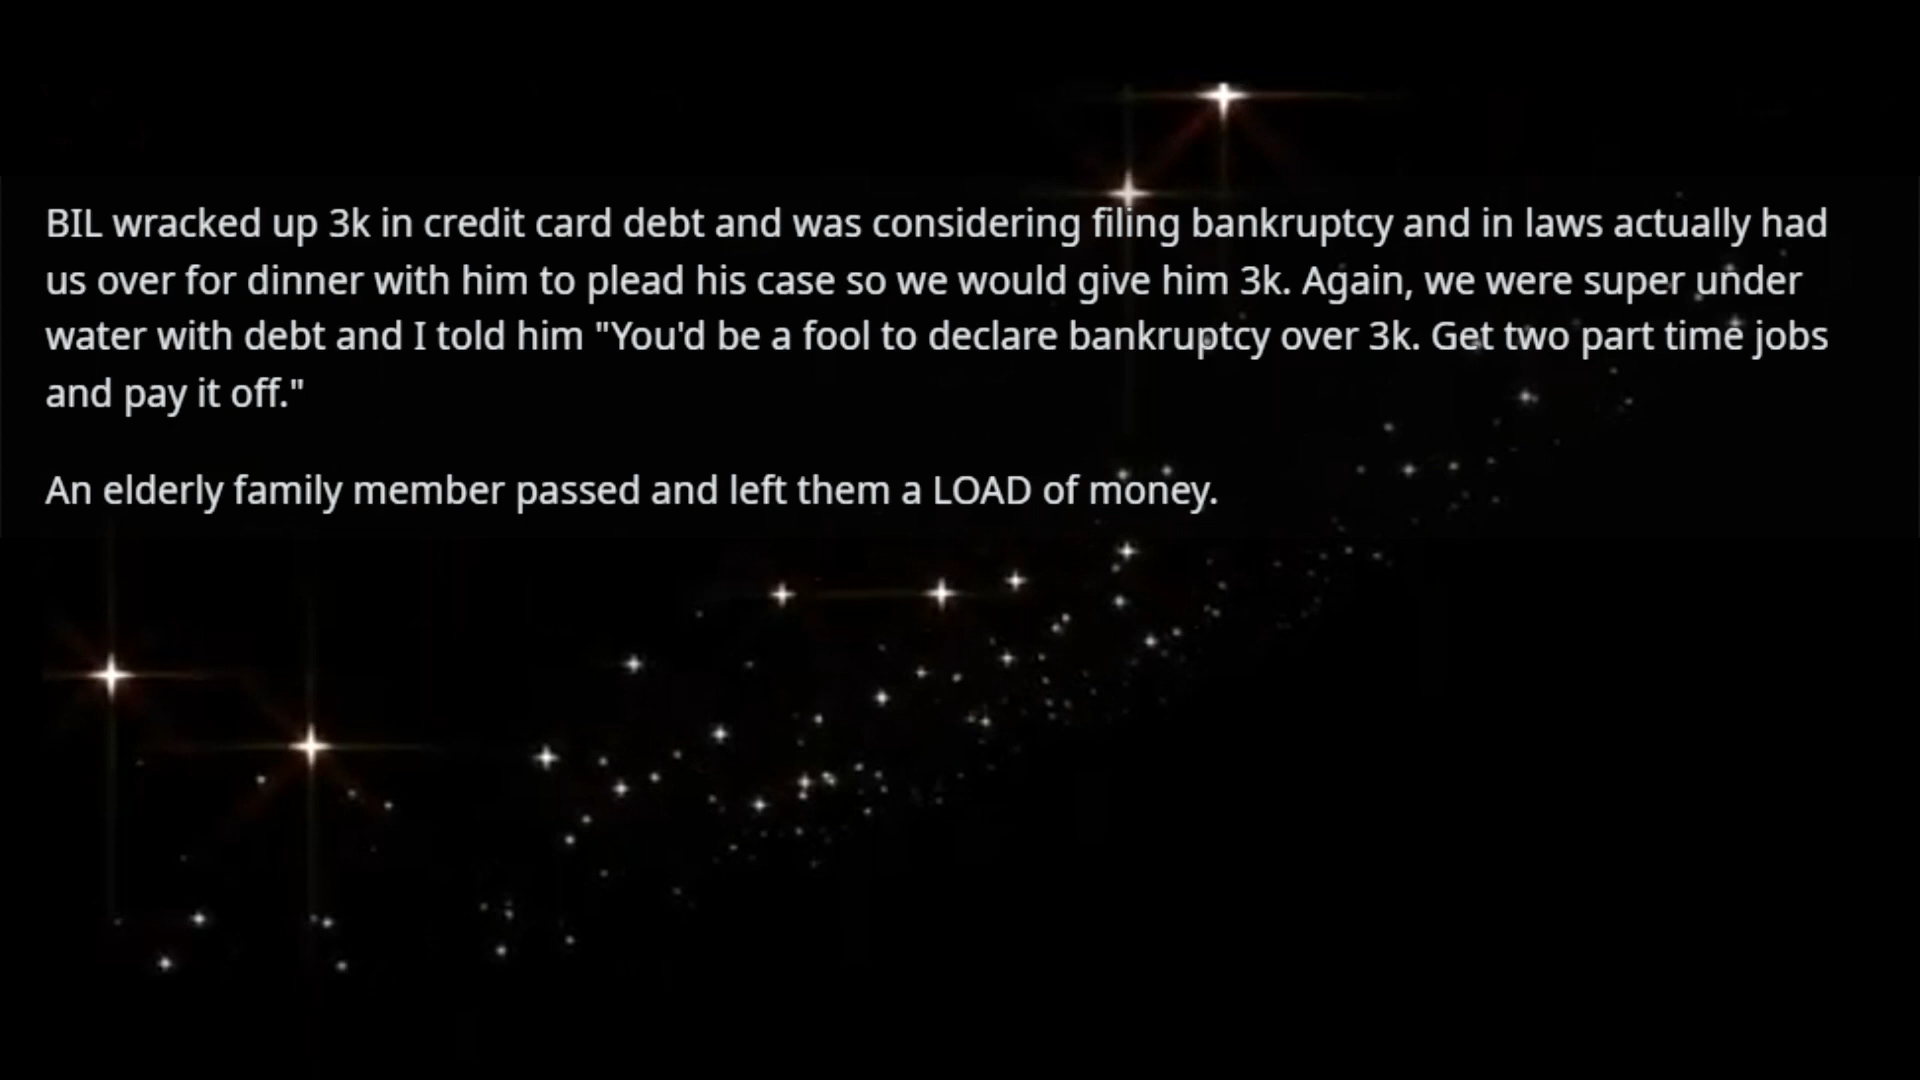 BIL wracked up 3k in credit card debt and was considering filing bankruptcy and in laws actually had
us over for dinner with him to plead his case so we would give him 3k. Again, we were super under
water with debt and I told him "You'd be a fool to declare bankruptcy over 3k. Get two part time jobs
and pay it off."
An elderly family member passed and left them a LOAD of money.